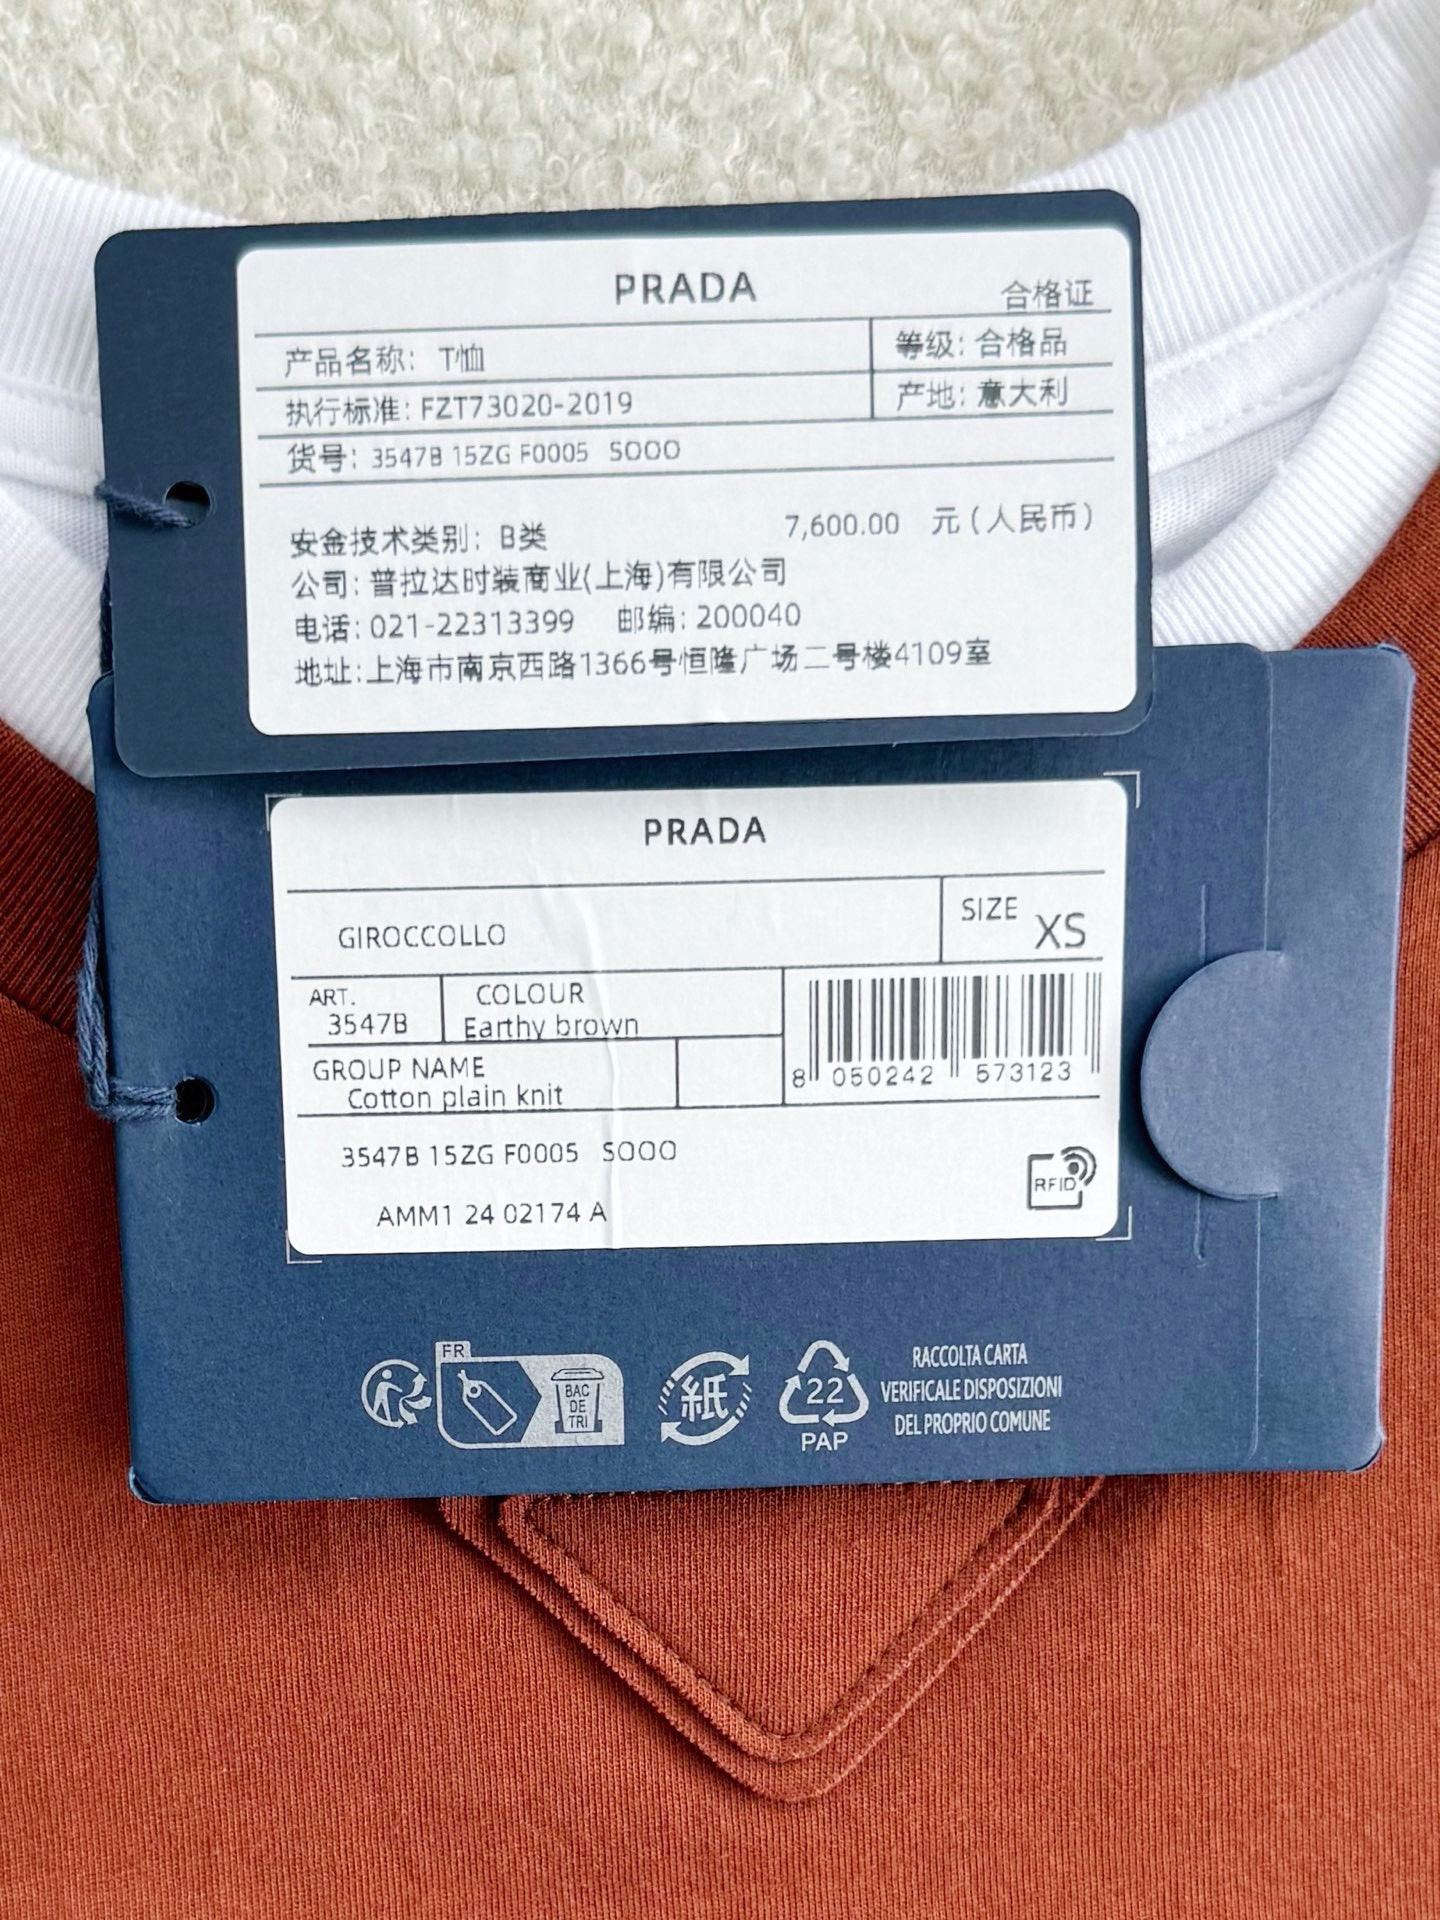 PRADA
合格证
产品名称: T恤
等级: 合格品
执行标准: FZT73020-2019
产地: 意大利
货号: 3547B 15ZG F0005 SOOO
安金技术类别: B类
7,600.00 元(人民币)
公司: 普拉达时装商业(上海)有限公司
电话: 021-22313399 邮编: 200040
地址:上海市南京西路1366号恒隆广场二号楼4109室
PRADA
GIROCCOLLO
SIZE XS
ART.
3547B
COLOUR
Earthy brown
GROUP NAME
Cotton plain knit
8 050242 573123
3547B 15ZG F0005 SOOO
RFID
AMM1 24 02174 A
FR
BAC
DE
TRI
紙
22
PAP
RACCOLTA CARTA
VERIFICALE DISPOSIZIONI
DEL PROPRIO COMUNE